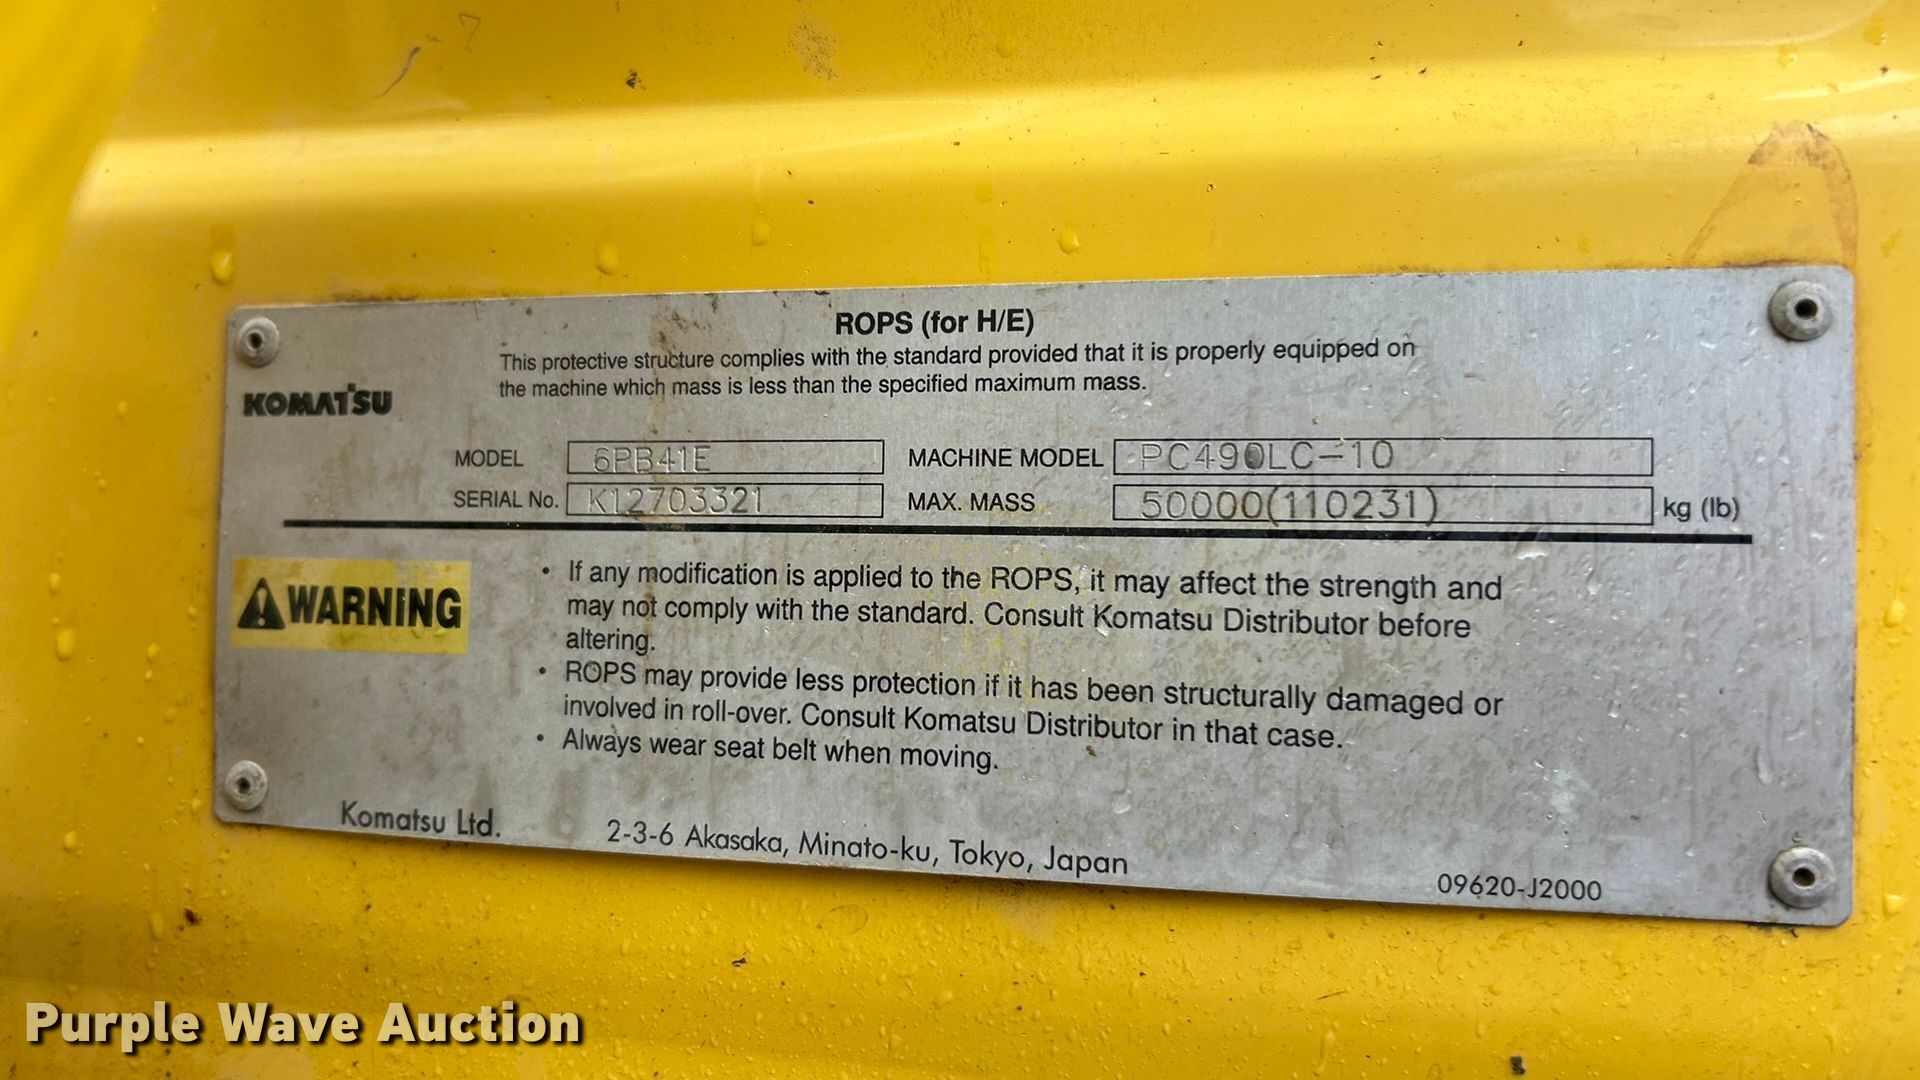 ROPS (for H/E)
This protective structure complies with the standard provided that it is properly equipped on
the machine which mass is less than the specified maximum mass.
KOMATSU
MODEL 6PB41E MACHINE MODEL PC490LC-10
SERIAL No. K12703321 MAX. MASS 50000(110231) kg (lb)
WARNING
• If any modification is applied to the ROPS, it may affect the strength and
may not comply with the standard. Consult Komatsu Distributor before
altering.
• ROPS may provide less protection if it has been structurally damaged or
involved in roll-over. Consult Komatsu Distributor in that case.
• Always wear seat belt when moving.
Komatsu Ltd. 2-3-6 Akasaka, Minato-ku, Tokyo, Japan
09620-J2000
Purple Wave Auction